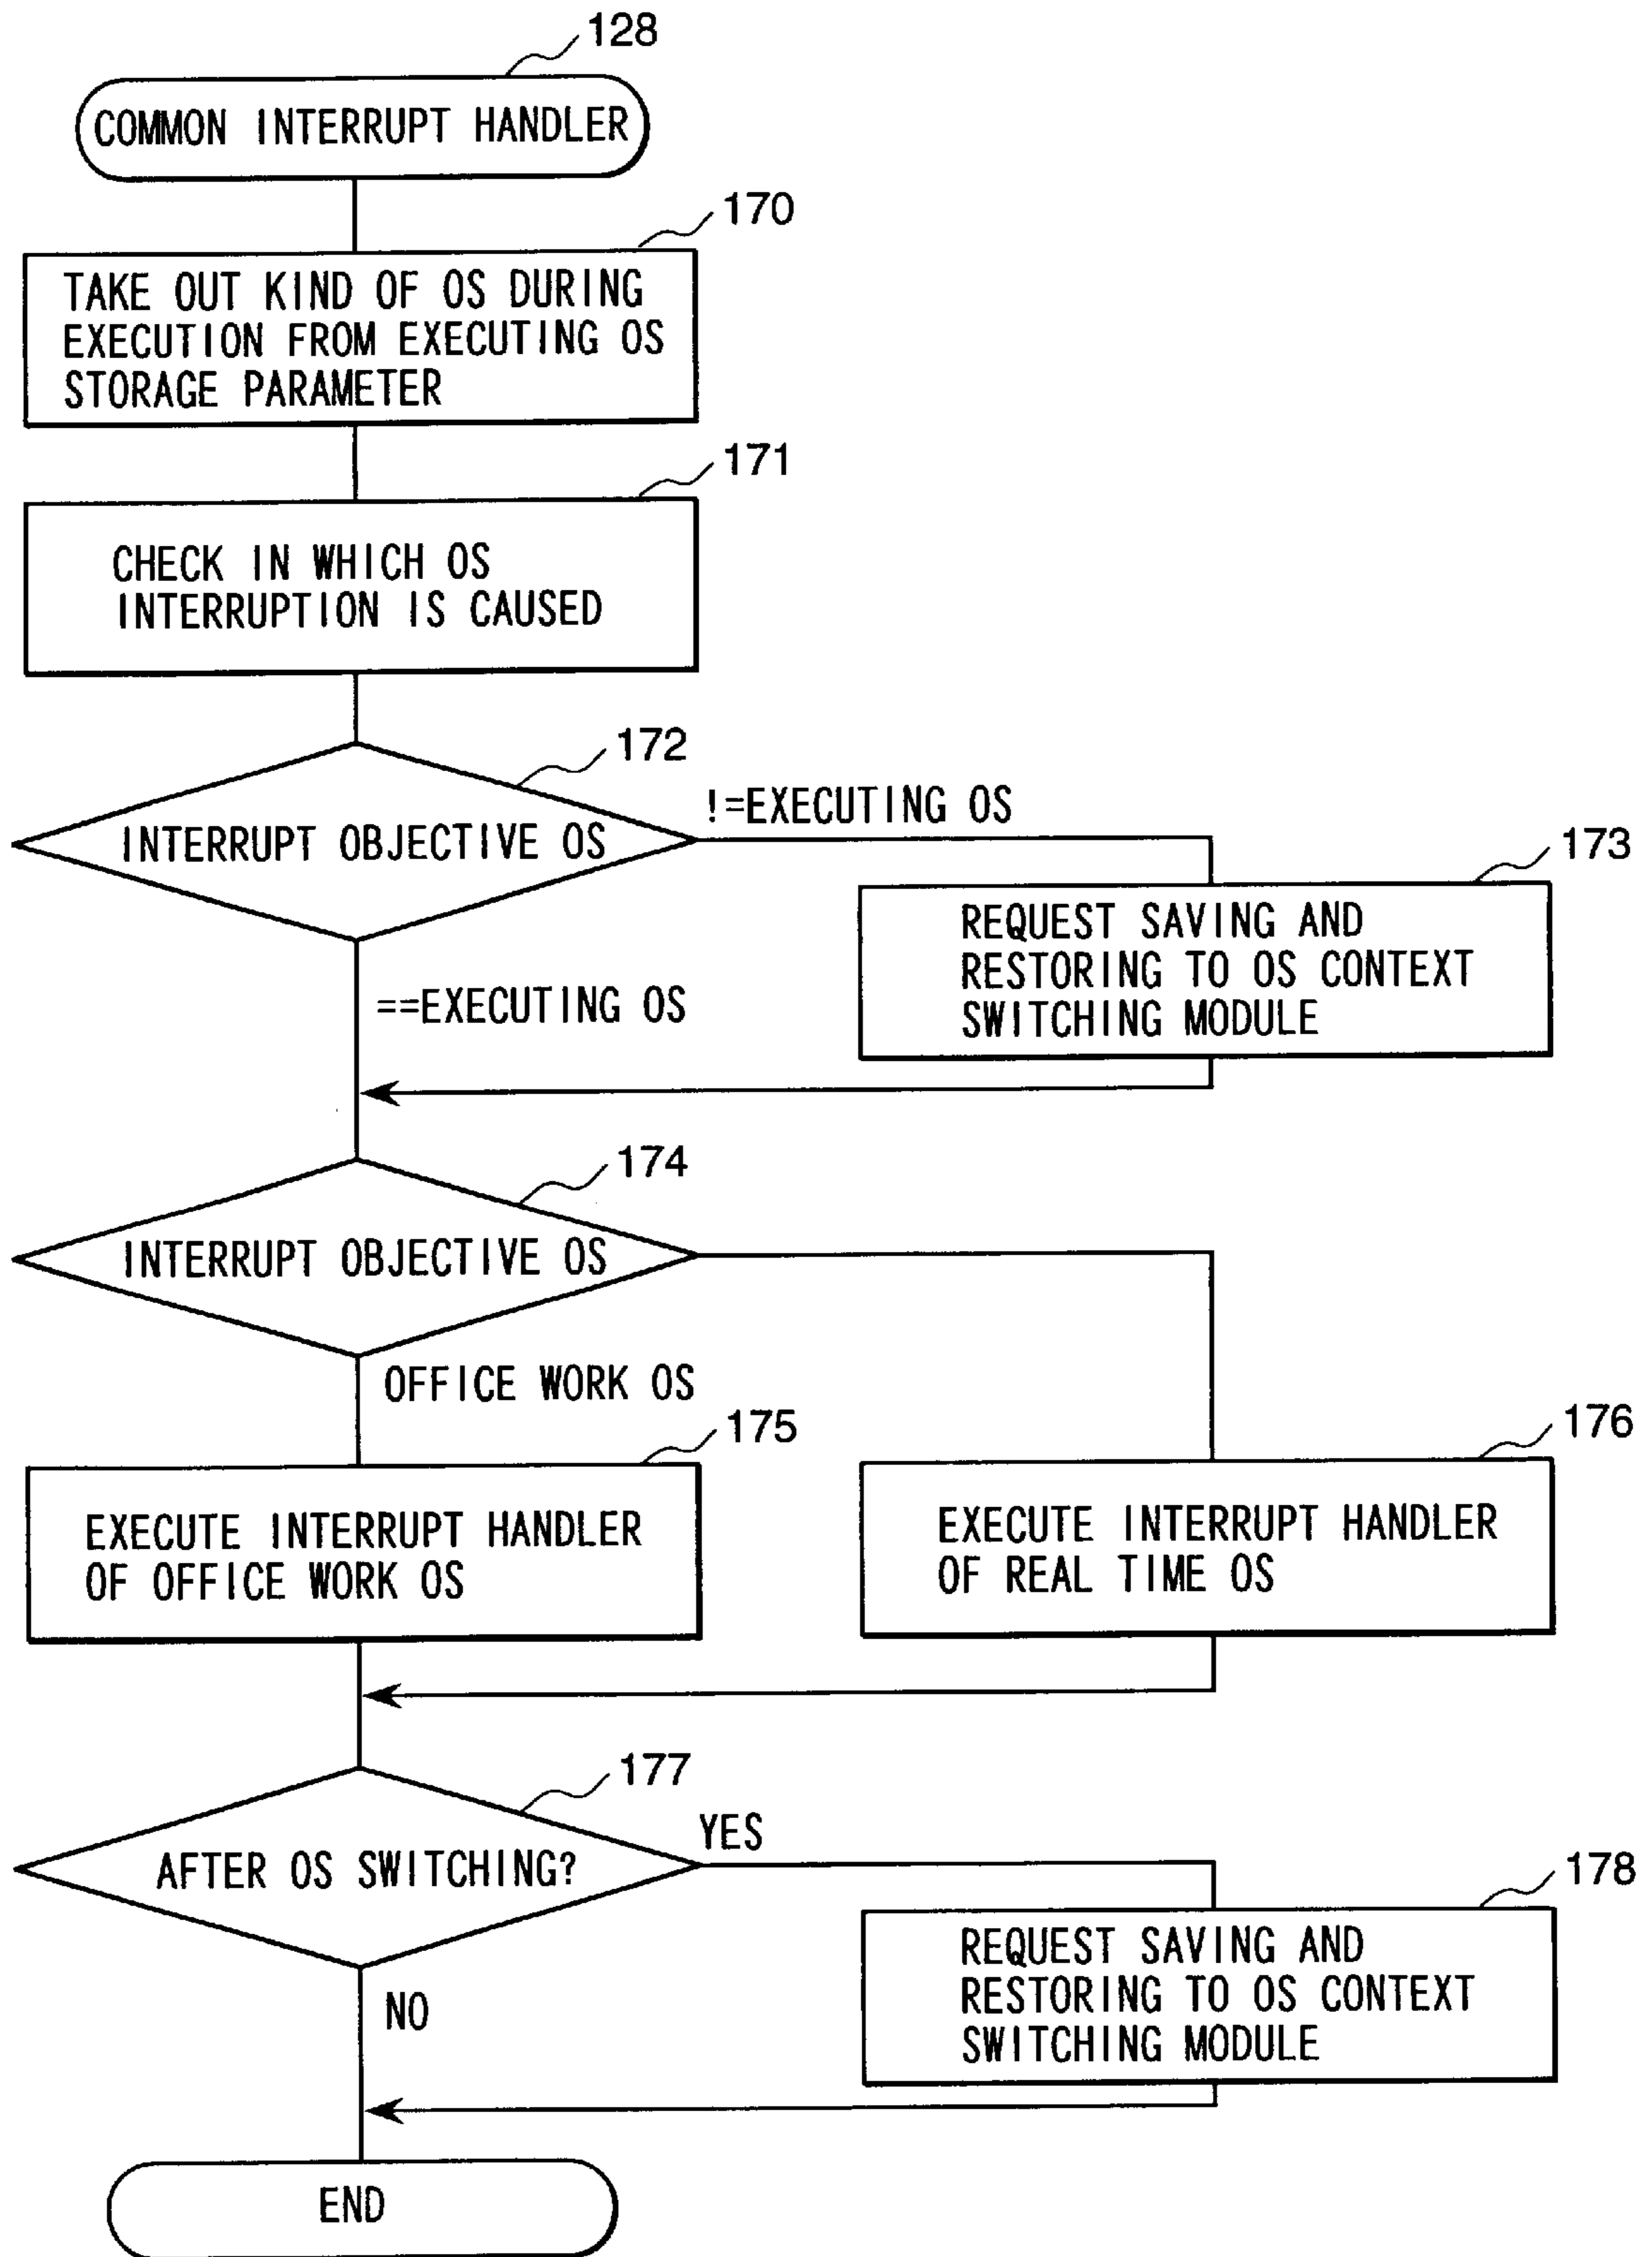 128
COMMON INTERRUPT HANDLER
170
TAKE OUT KIND OF OS DURING
EXECUTION FROM EXECUTING OS
STORAGE PARAMETER
171
CHECK IN WHICH OS
INTERRUPTION IS CAUSED
172
INTERRUPT OBJECTIVE OS
!=EXECUTING OS
173
REQUEST SAVING AND
RESTORING TO OS CONTEXT
SWITCHING MODULE
==EXECUTING OS
174
INTERRUPT OBJECTIVE OS
OFFICE WORK OS
175
EXECUTE INTERRUPT HANDLER
OF OFFICE WORK OS
176
EXECUTE INTERRUPT HANDLER
OF REAL TIME OS
177
AFTER OS SWITCHING?
YES
178
REQUEST SAVING AND
RESTORING TO OS CONTEXT
SWITCHING MODULE
NO
END